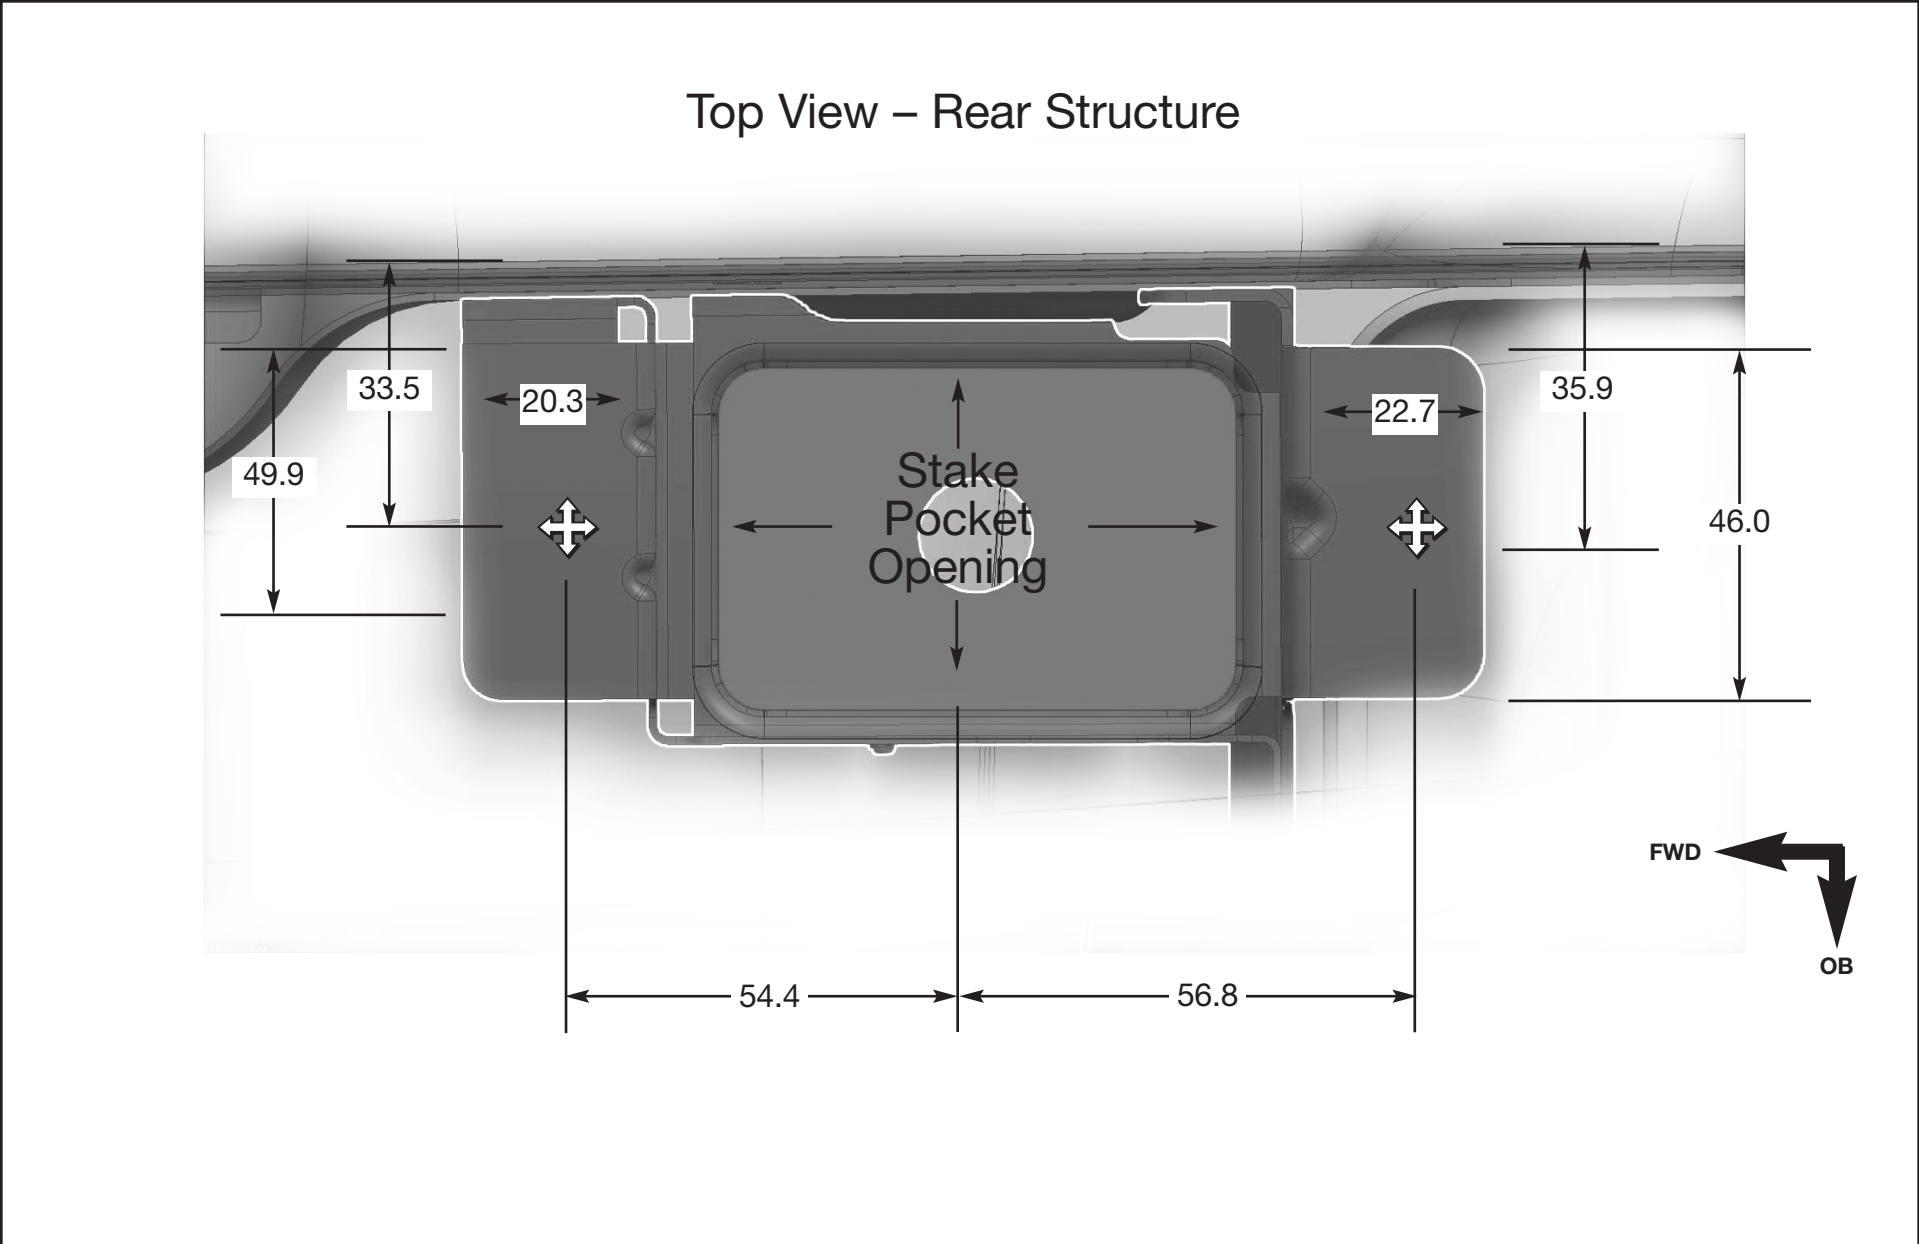 Top View – Rear Structure
33.5
20.3
49.9
Stake
Pocket
Opening
22.7
35.9
46.0
FWD
OB
54.4
56.8